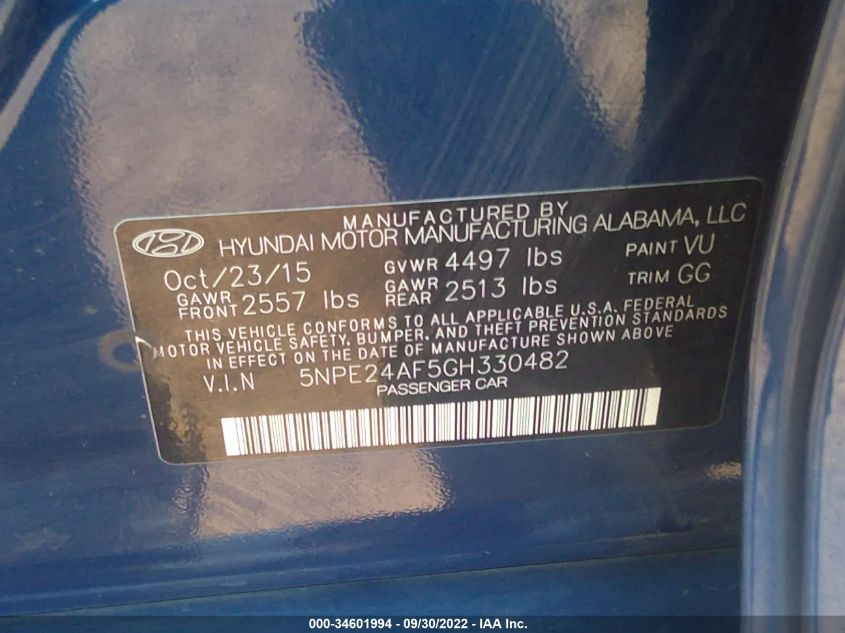 MANUFACTURED BY
HYUNDAI MOTOR MANUFACTURING ALABAMA, LLC
Oct/23/15 GVWR 4497 lbs PAINT VU
GAWR FRONT 2557 lbs GAWR REAR 2513 lbs TRIM GG
THIS VEHICLE CONFORMS TO ALL APPLICABLE U.S.A. FEDERAL
MOTOR VEHICLE SAFETY, BUMPER, AND THEFT PREVENTION STANDARDS
IN EFFECT ON THE DATE OF MANUFACTURE SHOWN ABOVE
V.I.N 5NPE24AF5GH330482
PASSENGER CAR
000-34601994 - 09/30/2022 - IAA Inc.